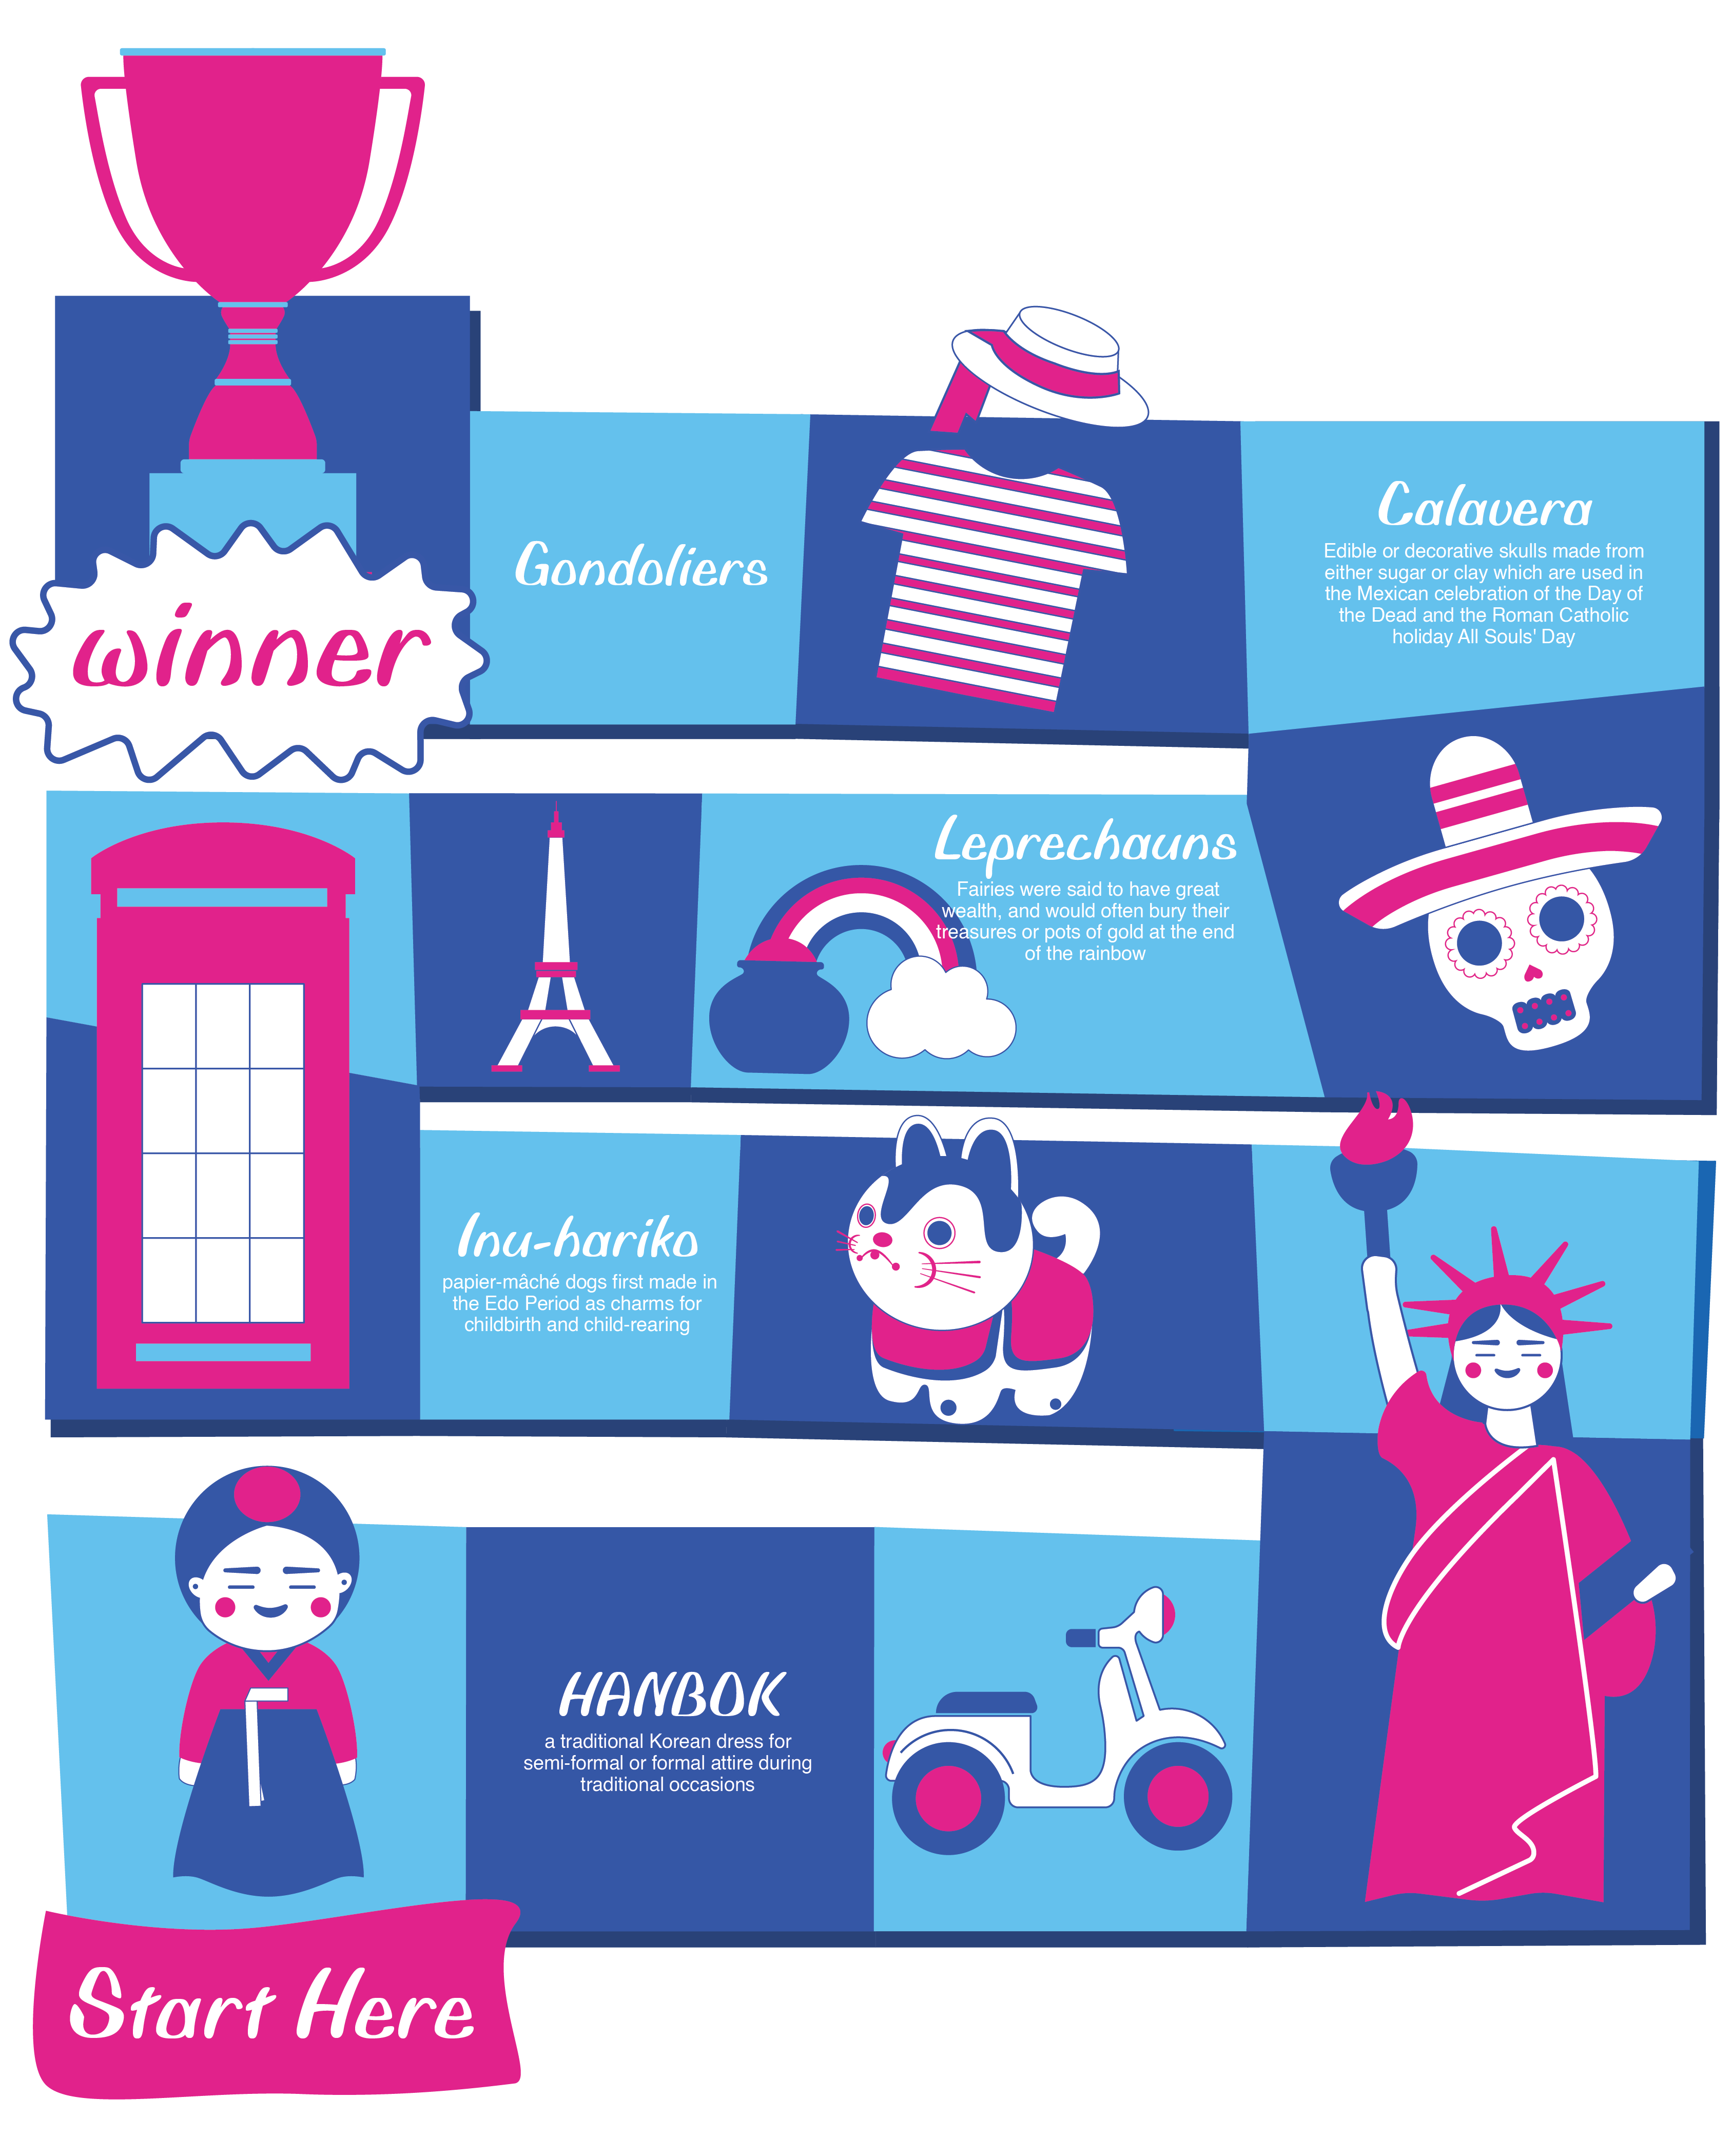 winner
Gondoliers
Calavera
Edible or decorative skulls made from
either sugar or clay which are used in
the Mexican celebration of the Day of
the Dead and the Roman Catholic
holiday All Souls' Day
Leprechauns
Fairies were said to have great
wealth, and would often bury their
treasures or pots of gold at the end
of the rainbow
Inu-hariko
papier-mâché dogs first made in
the Edo Period as charms for
childbirth and child-rearing
HANBOK
a traditional Korean dress for
semi-formal or formal attire during
traditional occasions
Start Here